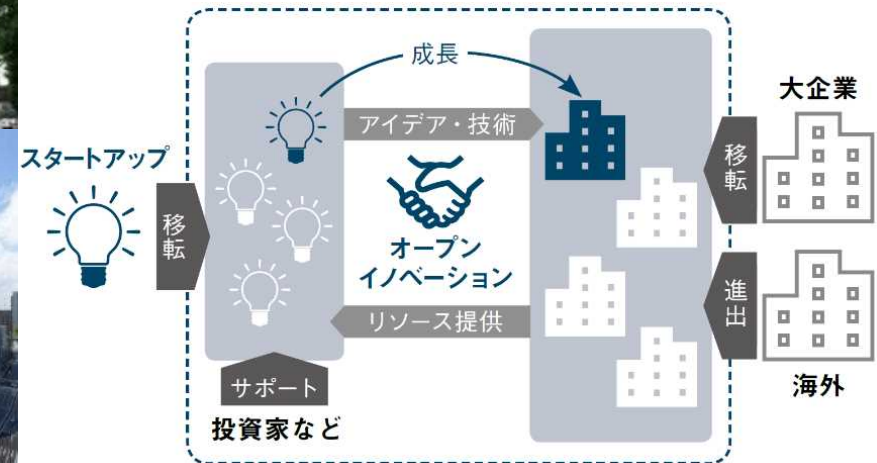 成長
大企業
アイデア・技術
スタートアップ
移転
移転
オープン
イノベーション
リソース提供
進出
サポート
投資家など
海外